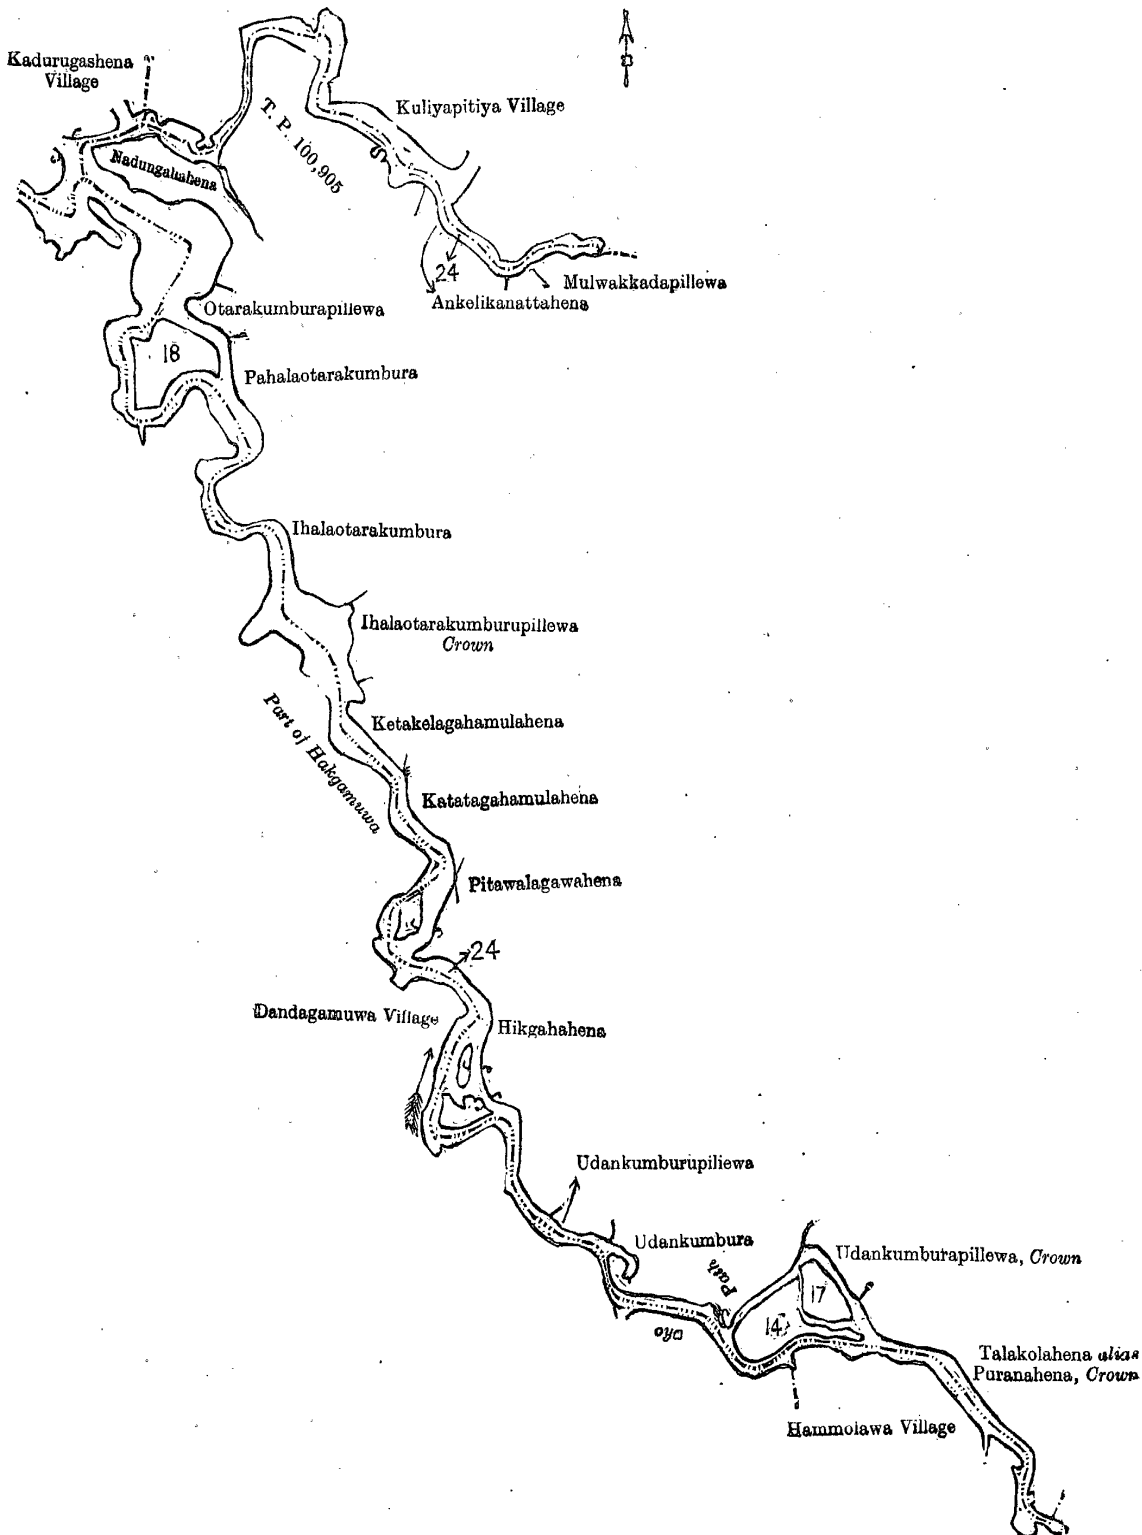 Kadurugashena
Village
Kuliyapitiya Village
T. P. 100,905
Nadungahahena
24
Mulwakkadapillewa
Ankelikanattahena
Otarakumburapillewa
18
Pahalaotarakumbura
Ihalaotarakumbura
Ihalaotarakumburupillewa
Crown
Part of Hakgamuwa
Ketakelagahamulahena
Katatagahamulahena
Pitawalagawahena
24
Dandagamuwa Village
Hikgahahena
Udankumburupillewa
Udankumbura
Path
Udankumburapillewa, Crown
17
14
Oya
Talakolahena alias
Puranahena, Crown
Hammolawa Village